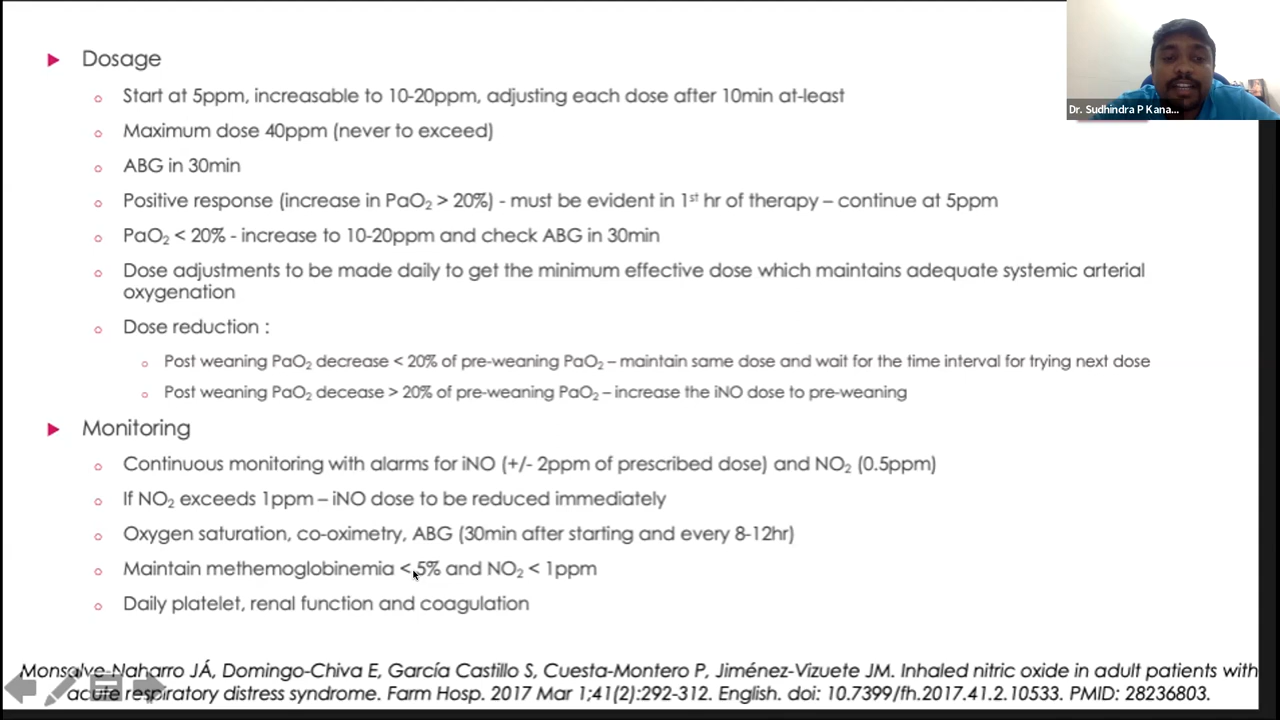 Dosage
Start at 5ppm, increasable to 10-20ppm, adjusting each dose after 10min at-least
Maximum dose 40ppm (never to exceed)
ABG in 30min
Positive response (increase in PaO₂ > 20%) - must be evident in 1ˢᵗ hr of therapy – continue at 5ppm
PaO₂ < 20% - increase to 10-20ppm and check ABG in 30min
Dose adjustments to be made daily to get the minimum effective dose which maintains adequate systemic arterial
oxygenation
Dose reduction :
Post weaning PaO₂ decrease < 20% of pre-weaning PaO₂ – maintain same dose and wait for the time interval for trying next dose
Post weaning PaO₂ decease > 20% of pre-weaning PaO₂ – increase the iNO dose to pre-weaning
Monitoring
Continuous monitoring with alarms for iNO (+/- 2ppm of prescribed dose) and NO₂ (0.5ppm)
If NO₂ exceeds 1ppm – iNO dose to be reduced immediately
Oxygen saturation, co-oximetry, ABG (30min after starting and every 8-12hr)
Maintain methemoglobinemia < 5% and NO₂ < 1ppm
Daily platelet, renal function and coagulation
Monsalve-Naharro JÁ, Domingo-Chiva E, García Castillo S, Cuesta-Montero P, Jiménez-Vizuete JM. Inhaled nitric oxide in adult patients with
acute respiratory distress syndrome. Farm Hosp. 2017 Mar 1;41(2):292-312. English. doi: 10.7399/fh.2017.41.2.10533. PMID: 28236803.
Dr. Sudhindra P Kana...